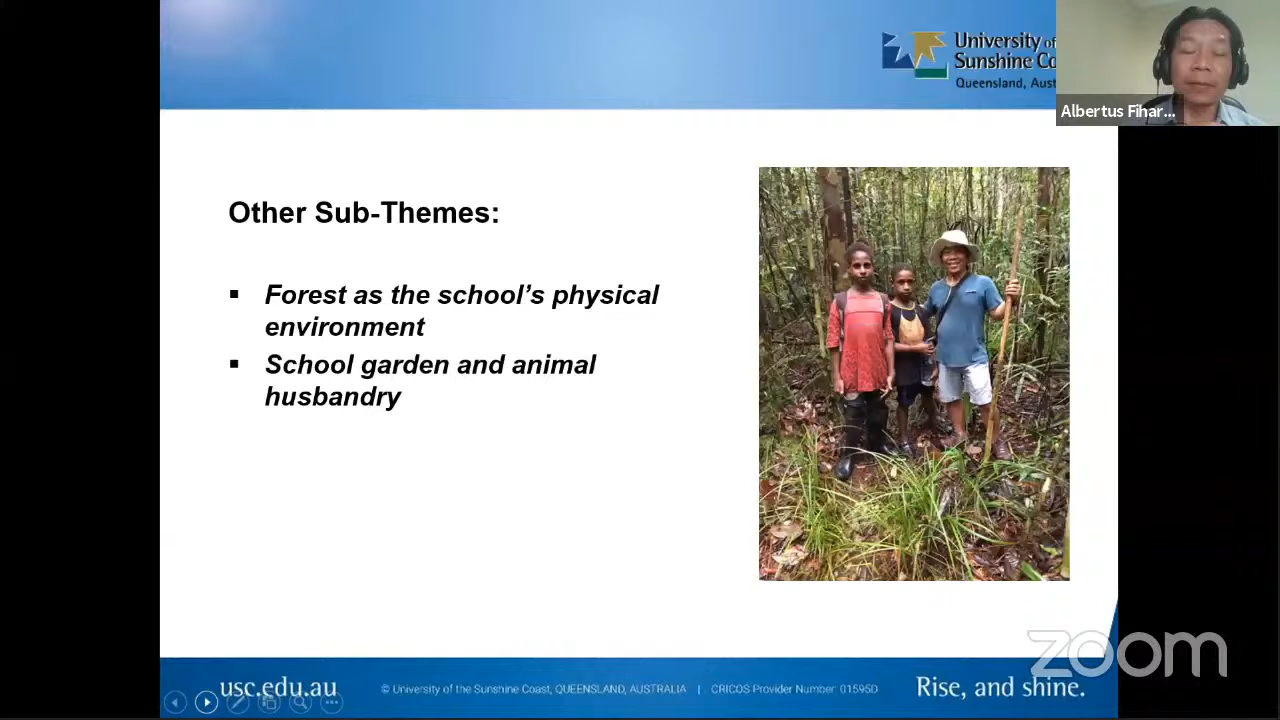 University of
Sunshine Co
Queensland, Aust
Albertus Fihar...
Other Sub-Themes:
▪ Forest as the school's physical
environment
▪ School garden and animal
husbandry
zoom
usc.edu.au
© University of the Sunshine Coast, QUEENSLAND, AUSTRALIA | CRICOS Provider Number: 01595D
Rise, and shine.